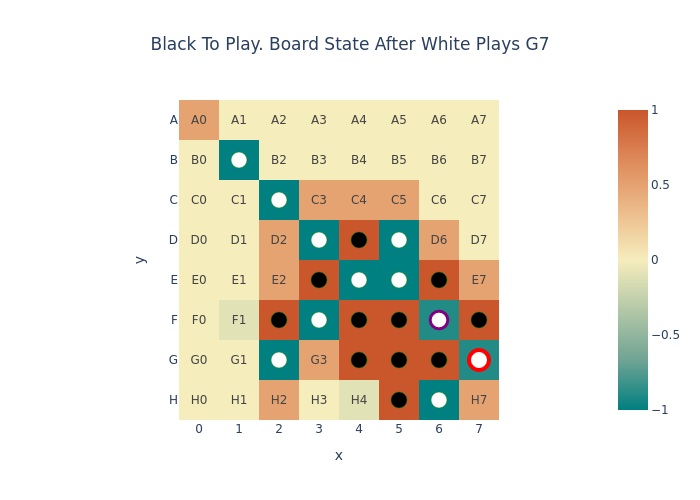 Black To Play. Board State After White Plays G7
A A0 A1 A2 A3 A4 A5 A6 A7
B B0 B2 B3 B4 B5 B6 B7
C C0 C1 C3 C4 C5 C6 C7
D D0 D1 D2 D6 D7
E E0 E1 E2 E7
F F0 F1
G G0 G1 G3
H H0 H1 H2 H3 H4 H7
0 1 2 3 4 5 6 7
x
y
1
0.5
0
−0.5
−1